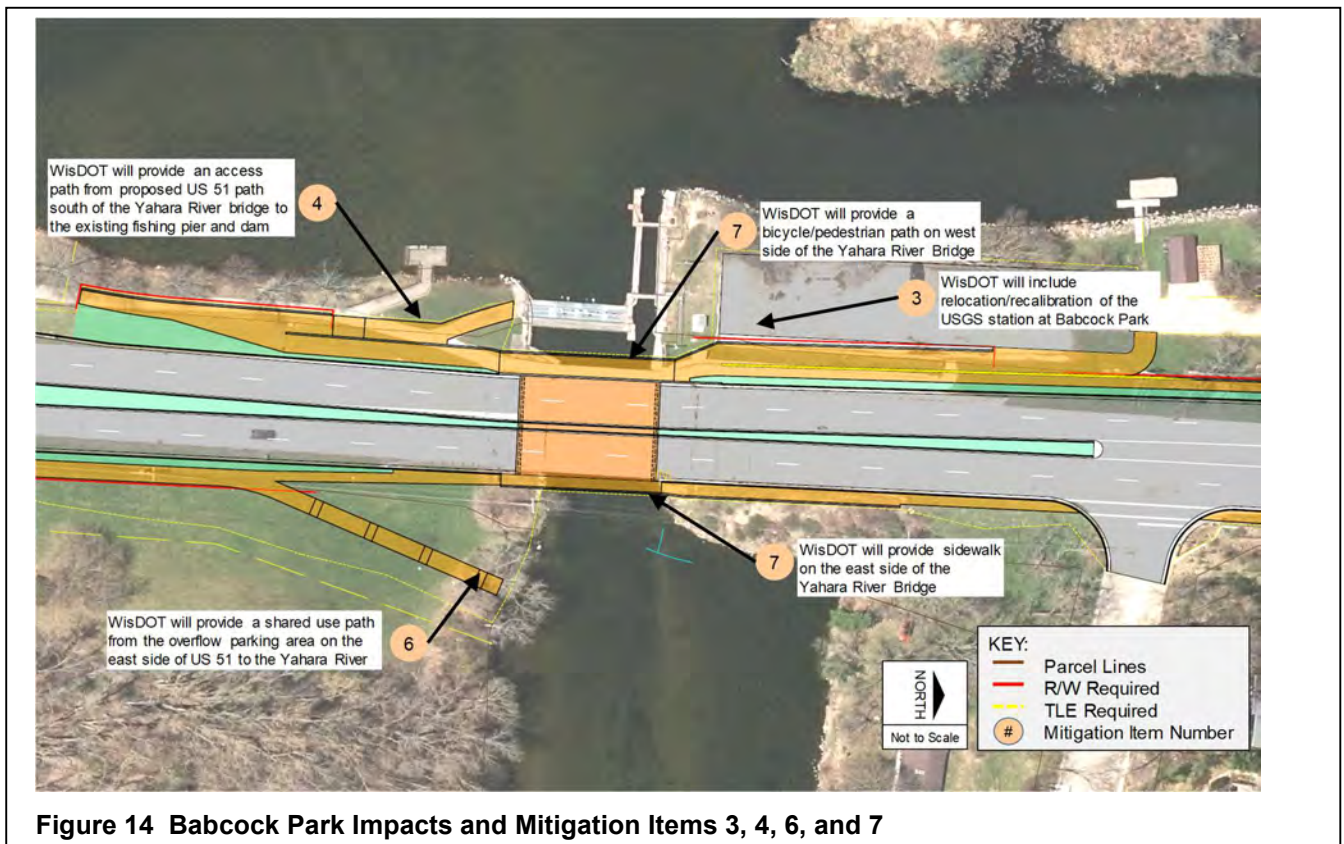 WisDOT will provide an access
path from proposed US 51 path
south of the Yahara River bridge to
the existing fishing pier and dam
4
7
WisDOT will provide a
bicycle/pedestrian path on west
side of the Yahara River Bridge
3
WisDOT will include
relocation/recalibration of the
USGS station at Babcock Park
7
WisDOT will provide sidewalk
on the east side of the
Yahara River Bridge
WisDOT will provide a shared use path
from the overflow parking area on the
east side of US 51 to the Yahara River
6
NORTH
Not to Scale
KEY:
Parcel Lines
R/W Required
TLE Required
# Mitigation Item Number
Figure 14 Babcock Park Impacts and Mitigation Items 3, 4, 6, and 7